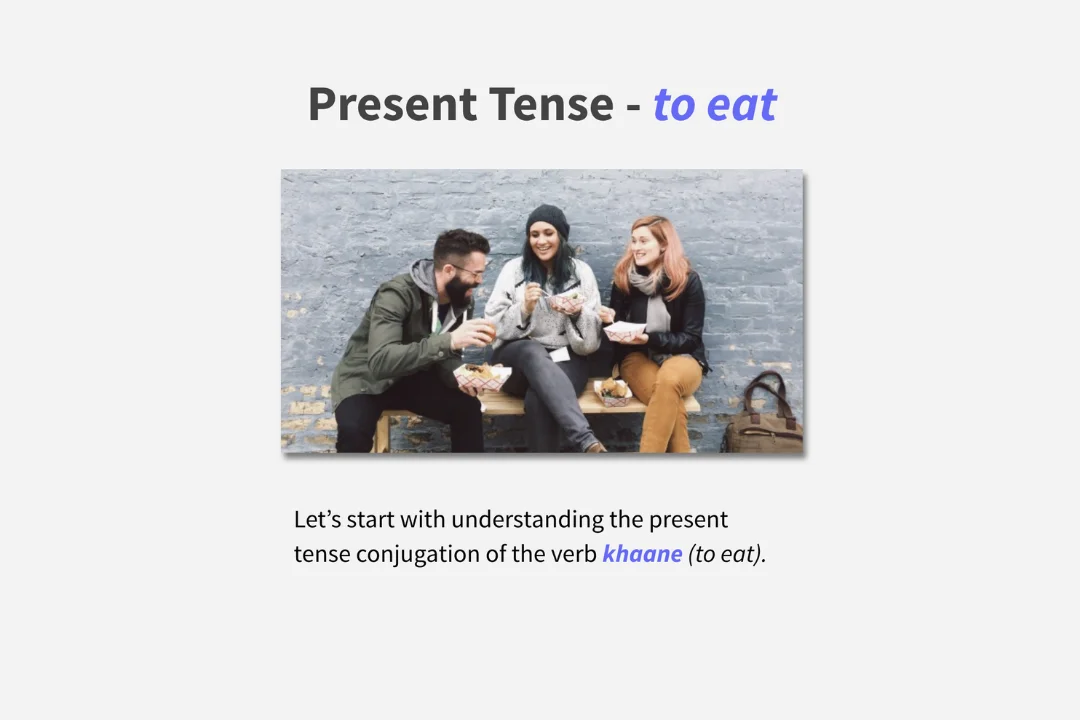 Present Tense - to eat
Let’s start with understanding the present
tense conjugation of the verb khaane (to eat).